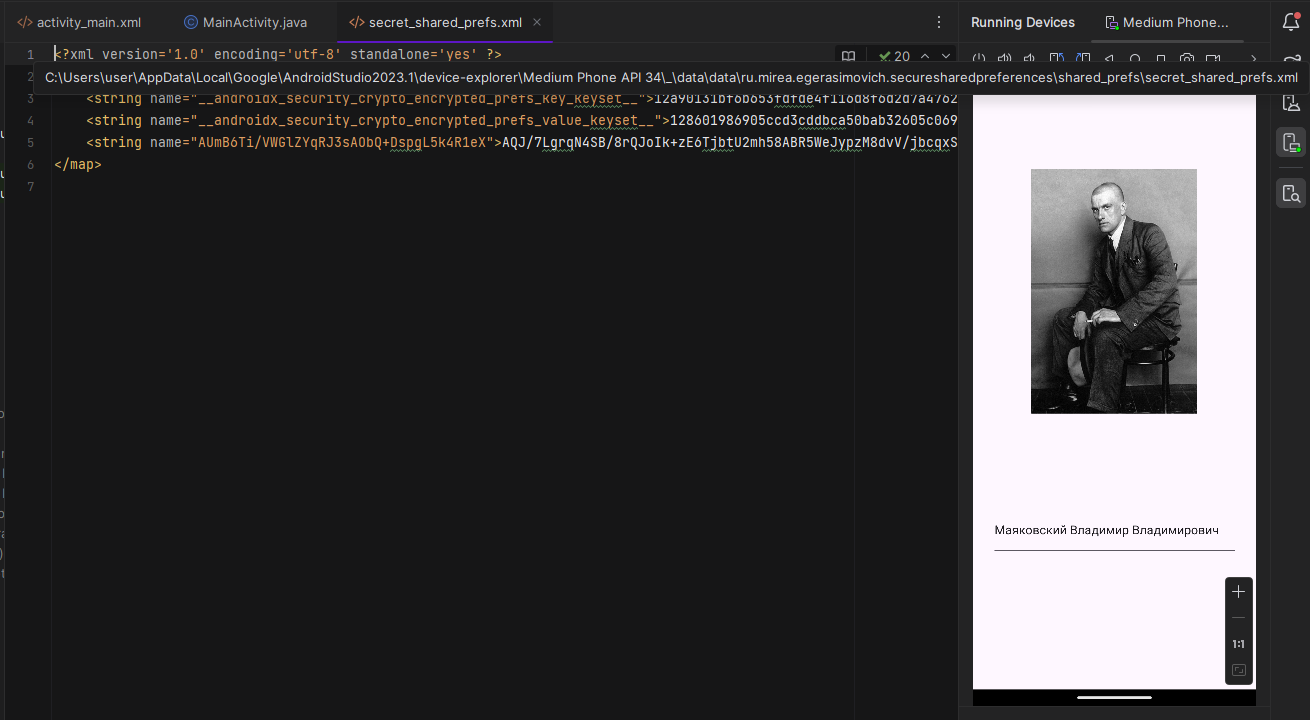 activity_main.xml
MainActivity.java
secret_shared_prefs.xml
Running Devices
Medium Phone...
1 <?xml version='1.0' encoding='utf-8' standalone='yes' ?>
20
2
C:\Users\user\AppData\Local\Google\AndroidStudio2023.1\device-explorer\Medium Phone API 34\_\data\data\ru.mirea.egerasimovich.securesharedpreferences\shared_prefs\secret_shared_prefs.xml
3 <string name="__androidx_security_crypto_encrypted_prefs_key_keyset__">12a90131bf6b653fdfde4f116d8f6d2d7a4762
4 <string name="__androidx_security_crypto_encrypted_prefs_value_keyset__">128601986905ccd3cddbca50bab32605c069
5 <string name="AUmB6Ti/VWGlZYqRJ3sAObQ+DspgL5k4R1eX">AQJ/7LgrqN4SB/8rQJoIk+zE6TjbtU2mh58ABR5WeJypzM8dvV/jbcqxS
6 </map>
7
Маяковский Владимир Владимирович
1:1